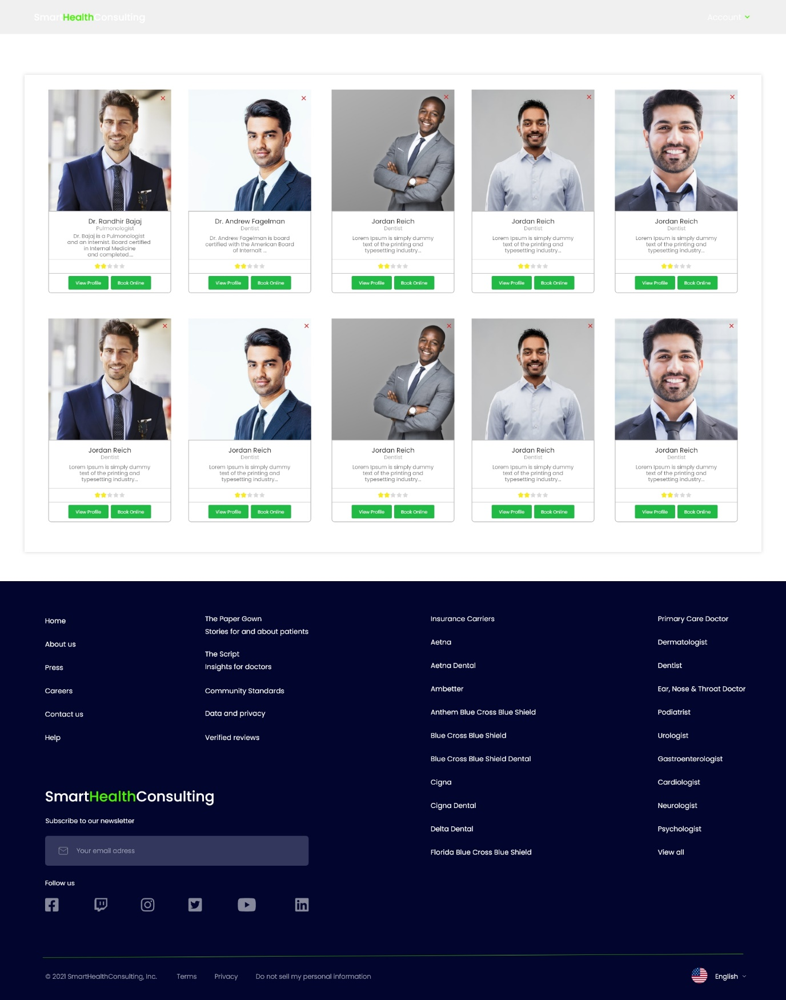 SmartHealthConsulting
Account
Dr. Randhir Bajaj
Pulmonologist
Dr. Bajaj is a Pulmonologist
and an Internist. Board certified
in Internal Medicine
and completed....
View Profile
Book Online
Dr. Andrew Fagelman
Dentist
Dr. Andrew Fagelman is board
certified with the American Board
of Internalt ...
View Profile
Book Online
Jordan Reich
Dentist
Lorem Ipsum is simply dummy
text of the printing and
typesetting industry...
View Profile
Book Online
Jordan Reich
Dentist
Lorem Ipsum is simply dummy
text of the printing and
typesetting industry...
View Profile
Book Online
Jordan Reich
Dentist
Lorem Ipsum is simply dummy
text of the printing and
typesetting industry...
View Profile
Book Online
Jordan Reich
Dentist
Lorem Ipsum is simply dummy
text of the printing and
typesetting industry...
View Profile
Book Online
Jordan Reich
Dentist
Lorem Ipsum is simply dummy
text of the printing and
typesetting industry...
View Profile
Book Online
Jordan Reich
Dentist
Lorem Ipsum is simply dummy
text of the printing and
typesetting industry...
View Profile
Book Online
Jordan Reich
Dentist
Lorem Ipsum is simply dummy
text of the printing and
typesetting industry...
View Profile
Book Online
Jordan Reich
Dentist
Lorem Ipsum is simply dummy
text of the printing and
typesetting industry...
View Profile
Book Online
Home
About us
Press
Careers
Contact us
Help
The Paper Gown
Stories for and about patients
The Script
Insights for doctors
Community Standards
Data and privacy
Verified reviews
Insurance Carriers
Aetna
Aetna Dental
Ambetter
Anthem Blue Cross Blue Shield
Blue Cross Blue Shield
Blue Cross Blue Shield Dental
Cigna
Cigna Dental
Delta Dental
Florida Blue Cross Blue Shield
Primary Care Doctor
Dermatologist
Dentist
Ear, Nose & Throat Doctor
Podiatrist
Urologist
Gastroenterologist
Cardiologist
Neurologist
Psychologist
View all
SmartHealthConsulting
Subscribe to our newsletter
Your email adress
Follow us
© 2021 SmartHealthConsulting, Inc.
Terms
Privacy
Do not sell my personal information
English